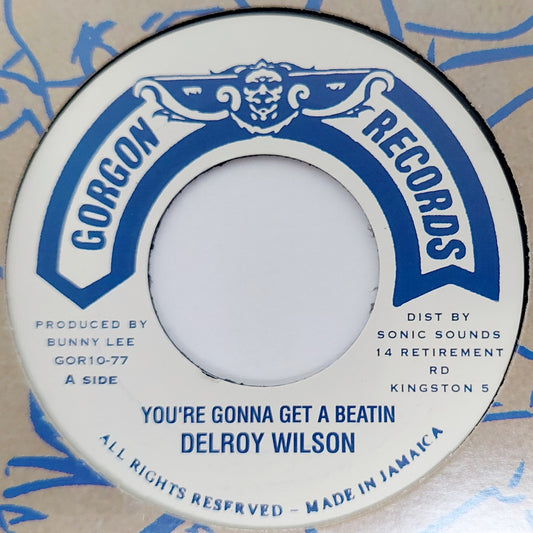 GORGON RECORDS
PRODUCED BY
BUNNY LEE
GOR10-77
A SIDE
DIST BY
SONIC SOUNDS
14 RETIREMENT
RD
KINGSTON 5
YOU'RE GONNA GET A BEATIN
DELROY WILSON
ALL RIGHTS RESERVED – MADE IN JAMAICA